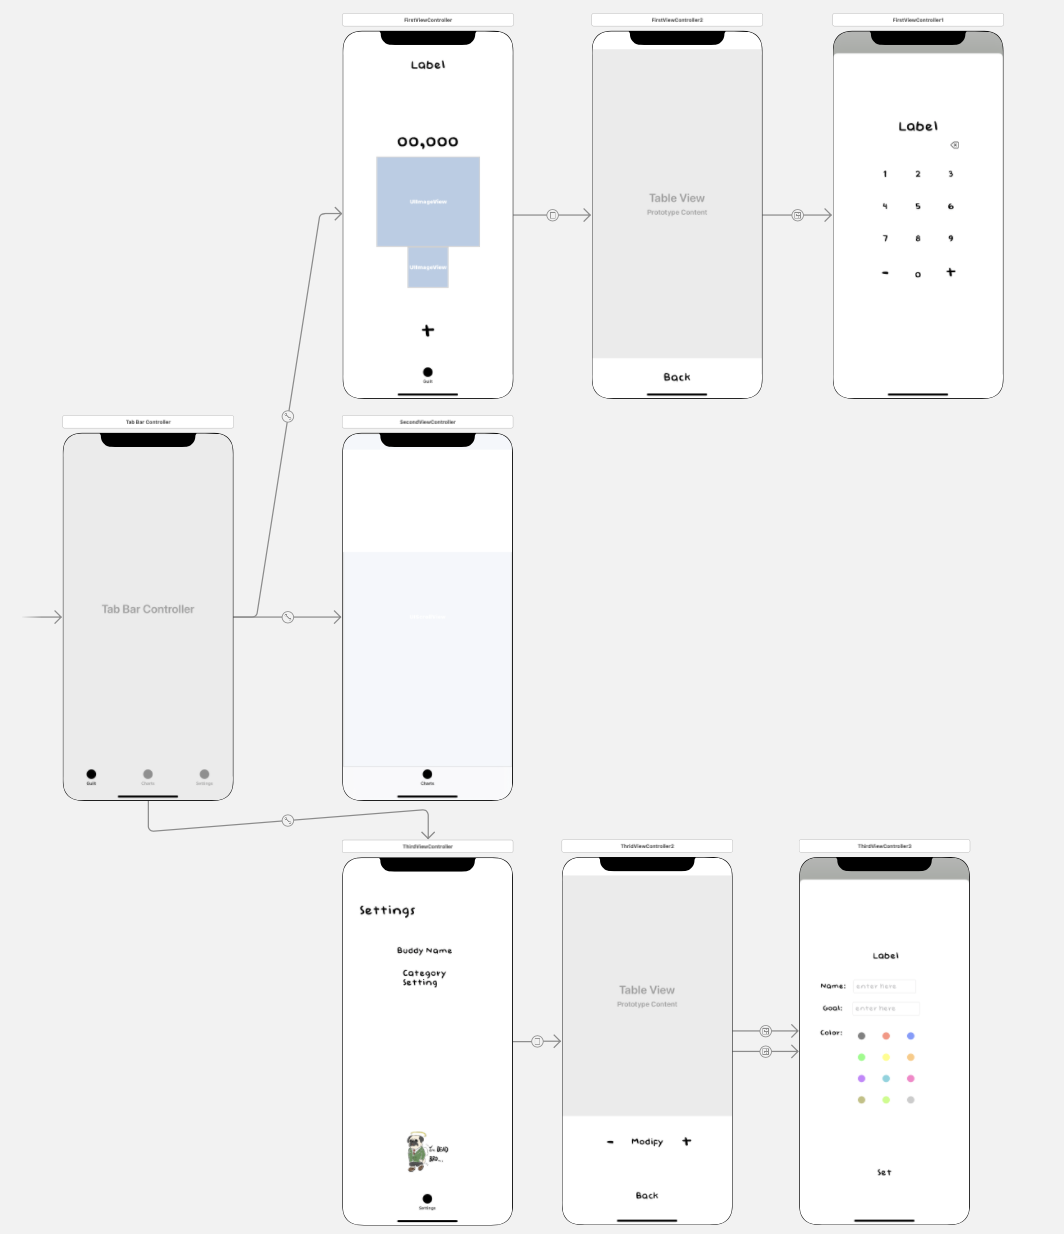 FirstViewController
Label
00,000
UIImageView
UIImageView
+
FirstViewController2
Table View
Prototype Content
Back
FirstViewController1
Label
1 2 3
4 5 6
7 8 9
- 0 +
Tab Bar Controller
Tab Bar Controller
Charts
Settings
SecondViewController
Charts
ThirdViewController
Settings
Buddy Name
Category
Setting
Settings
ThridViewController2
Table View
Prototype Content
- Modify +
Back
ThirdViewController3
Label
Name: enter here
Goal: enter here
Color:
Set